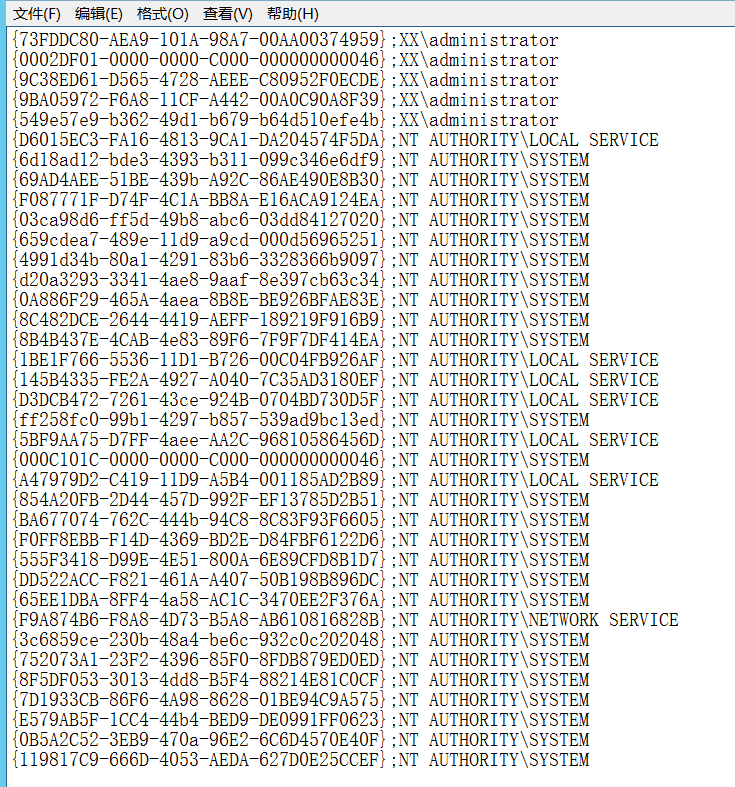 文件(F) 编辑(E) 格式(O) 查看(V) 帮助(H)
{73FDDC80-AEA9-101A-98A7-00AA00374959};XX\administrator
{0002DF01-0000-0000-C000-000000000046};XX\administrator
{9C38ED61-D565-4728-AEEE-C80952F0ECDE};XX\administrator
{9BA05972-F6A8-11CF-A442-00A0C90A8F39};XX\administrator
{549e57e9-b362-49d1-b679-b64d510efe4b};XX\administrator
{D6015EC3-FA16-4813-9CA1-DA204574F5DA};NT AUTHORITY\LOCAL SERVICE
{6d18ad12-bde3-4393-b311-099c346e6df9};NT AUTHORITY\SYSTEM
{69AD4AEE-51BE-439b-A92C-86AE490E8B30};NT AUTHORITY\SYSTEM
{F087771F-D74F-4C1A-BB8A-E16ACA9124EA};NT AUTHORITY\SYSTEM
{03ca98d6-ff5d-49b8-abc6-03dd84127020};NT AUTHORITY\SYSTEM
{659cdea7-489e-11d9-a9cd-000d56965251};NT AUTHORITY\SYSTEM
{4991d34b-80a1-4291-83b6-3328366b9097};NT AUTHORITY\SYSTEM
{d20a3293-3341-4ae8-9aaf-8e397cb63c34};NT AUTHORITY\SYSTEM
{0A886F29-465A-4aea-8B8E-BE926BFAE83E};NT AUTHORITY\SYSTEM
{8C482DCE-2644-4419-AEFF-189219F916B9};NT AUTHORITY\SYSTEM
{8B4B437E-4CAB-4e83-89F6-7F9F7DF414EA};NT AUTHORITY\SYSTEM
{1BE1F766-5536-11D1-B726-00C04FB926AF};NT AUTHORITY\LOCAL SERVICE
{145B4335-FE2A-4927-A040-7C35AD3180EF};NT AUTHORITY\LOCAL SERVICE
{D3DCB472-7261-43ce-924B-0704BD730D5F};NT AUTHORITY\LOCAL SERVICE
{ff258fc0-99b1-4297-b857-539ad9bc13ed};NT AUTHORITY\SYSTEM
{5BF9AA75-D7FF-4aee-AA2C-96810586456D};NT AUTHORITY\LOCAL SERVICE
{000C101C-0000-0000-C000-000000000046};NT AUTHORITY\SYSTEM
{A47979D2-C419-11D9-A5B4-001185AD2B89};NT AUTHORITY\LOCAL SERVICE
{854A20FB-2D44-457D-992F-EF13785D2B51};NT AUTHORITY\SYSTEM
{BA677074-762C-444b-94C8-8C83F93F6605};NT AUTHORITY\SYSTEM
{F0FF8EBB-F14D-4369-BD2E-D84FBF6122D6};NT AUTHORITY\SYSTEM
{555F3418-D99E-4E51-800A-6E89CFD8B1D7};NT AUTHORITY\SYSTEM
{DD522ACC-F821-461A-A407-50B198B896DC};NT AUTHORITY\SYSTEM
{65EE1DBA-8FF4-4a58-AC1C-3470EE2F376A};NT AUTHORITY\SYSTEM
{F9A874B6-F8A8-4D73-B5A8-AB610816828B};NT AUTHORITY\NETWORK SERVICE
{3c6859ce-230b-48a4-be6c-932c0c202048};NT AUTHORITY\SYSTEM
{752073A1-23F2-4396-85F0-8FDB879ED0ED};NT AUTHORITY\SYSTEM
{8F5DF053-3013-4dd8-B5F4-88214E81C0CF};NT AUTHORITY\SYSTEM
{7D1933CB-86F6-4A98-8628-01BE94C9A575};NT AUTHORITY\SYSTEM
{E579AB5F-1CC4-44b4-BED9-DE0991FF0623};NT AUTHORITY\SYSTEM
{0B5A2C52-3EB9-470a-96E2-6C6D4570E40F};NT AUTHORITY\SYSTEM
{119817C9-666D-4053-AEDA-627D0E25CCEF};NT AUTHORITY\SYSTEM